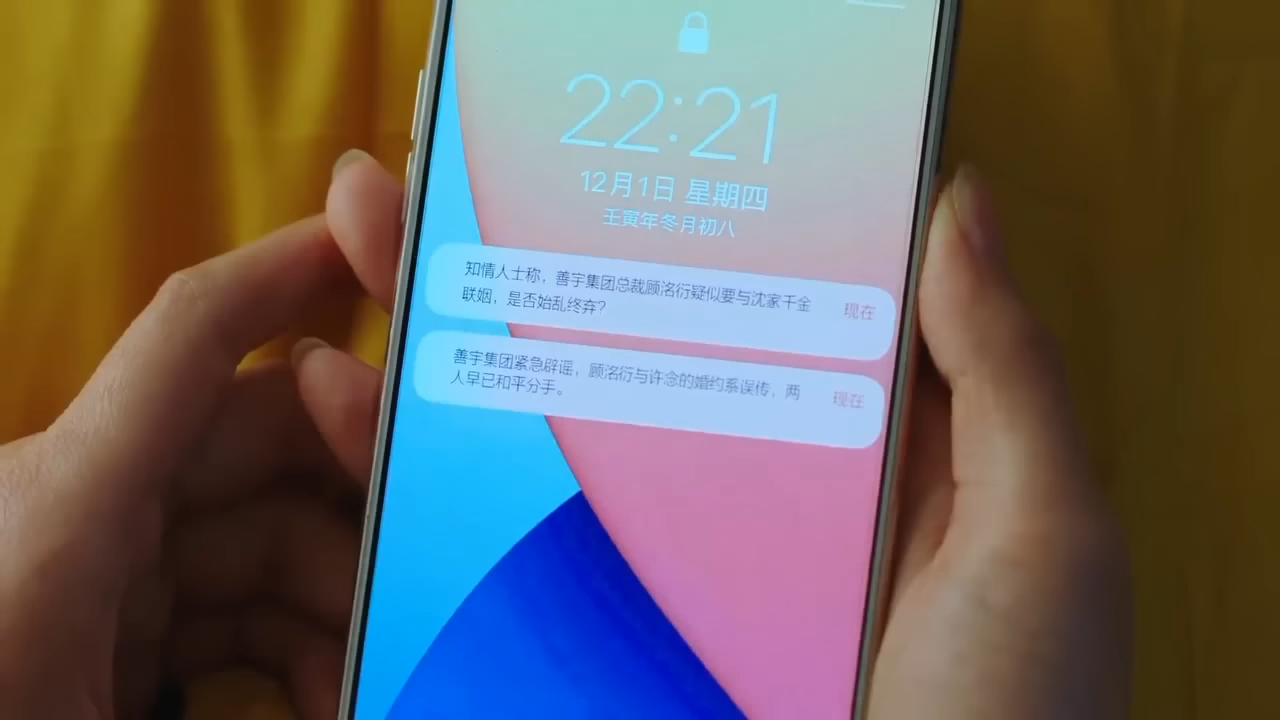 22:21
12月1日 星期四
壬寅年冬月初八
知情人士称，善宇集团总裁顾洺衍疑似要与沈家千金
联姻，是否始乱终弃？
现在
善宇集团紧急辟谣，顾洺衍与许念的婚约系误传，两
人早已和平分手。
现在